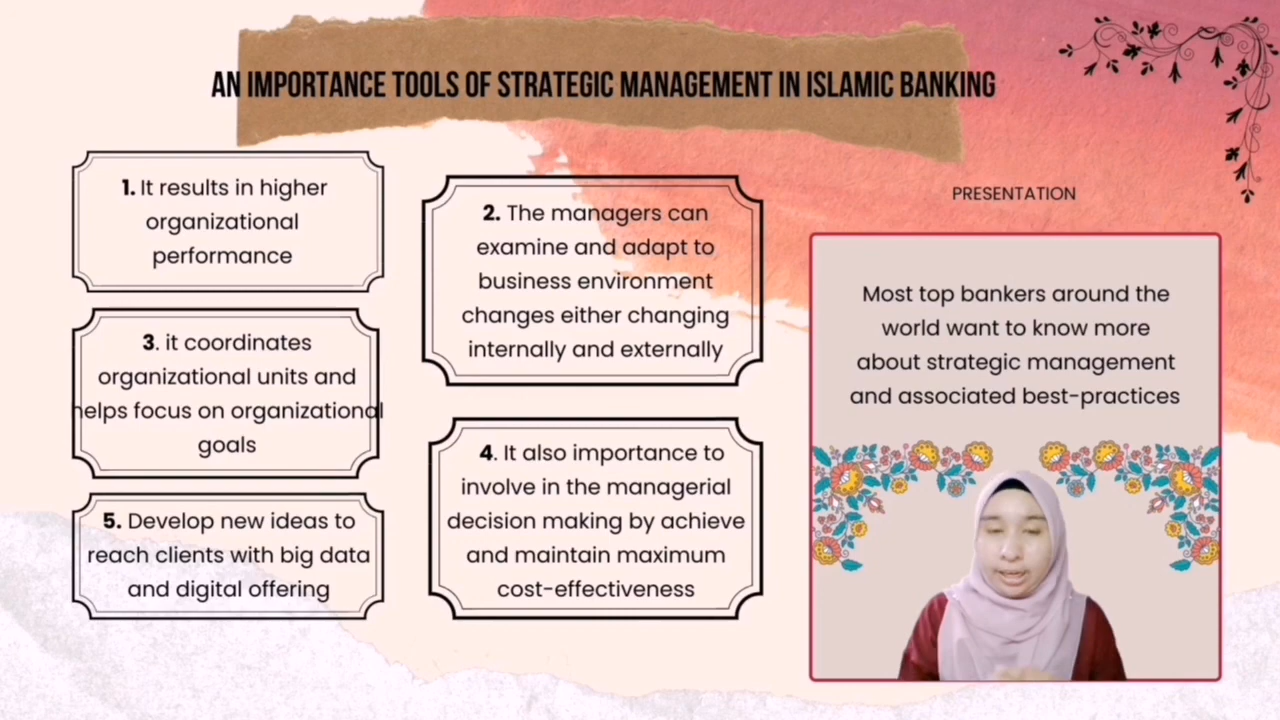 AN IMPORTANCE TOOLS OF STRATEGIC MANAGEMENT IN ISLAMIC BANKING
1. It results in higher
organizational
performance
2. The managers can
examine and adapt to
business environment
changes either changing
internally and externally
3. it coordinates
organizational units and
helps focus on organizational
goals
4. It also importance to
involve in the managerial
decision making by achieve
and maintain maximum
cost-effectiveness
5. Develop new ideas to
reach clients with big data
and digital offering
PRESENTATION
Most top bankers around the
world want to know more
about strategic management
and associated best-practices